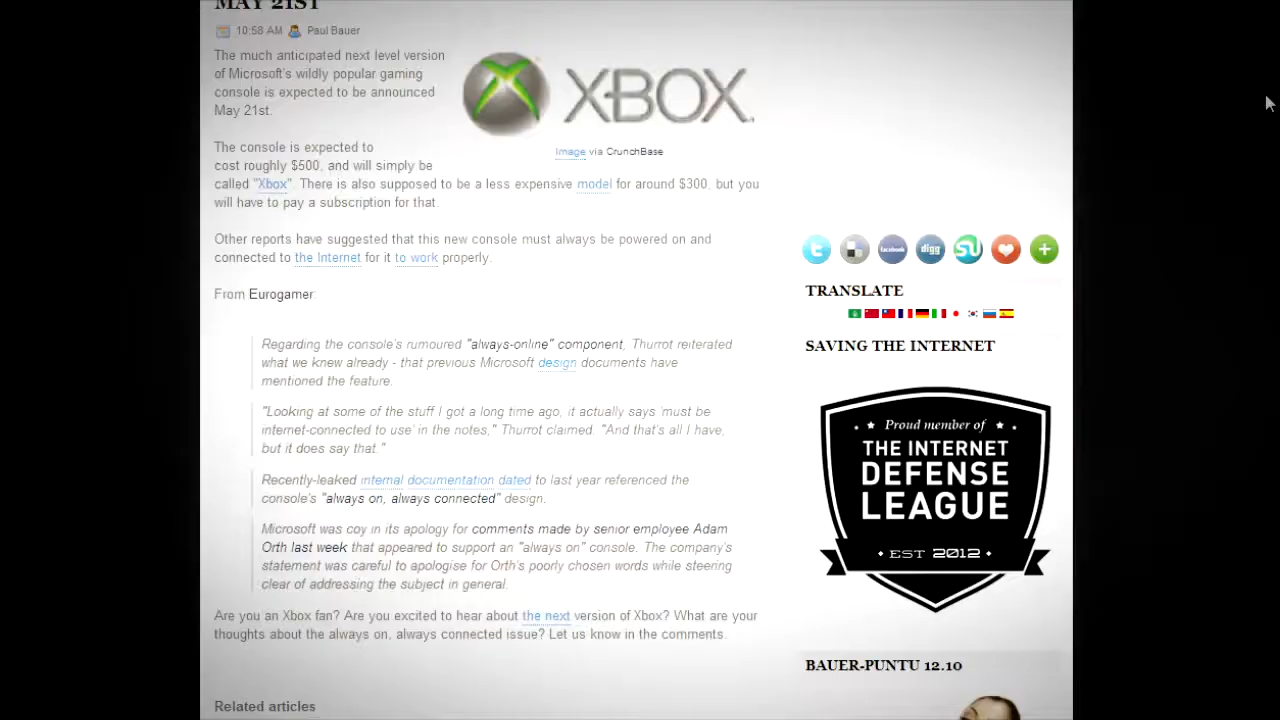 MAY 21ST
10:58 AM Paul Bauer
The much anticipated next level version
of Microsoft's wildly popular gaming
console is expected to be announced
May 21st.
XBOX
Image via CrunchBase
The console is expected to
cost roughly $500, and will simply be
called "Xbox". There is also supposed to be a less expensive model for around $300, but you
will have to pay a subscription for that.
Other reports have suggested that this new console must always be powered on and
connected to the Internet for it to work properly.
From Eurogamer:
Regarding the console's rumoured "always-online" component, Thurrot reiterated
what we knew already - that previous Microsoft design documents have
mentioned the feature.
"Looking at some of the stuff I got a long time ago, it actually says 'must be
internet-connected to use' in the notes," Thurrot claimed. "And that's all I have,
but it does say that."
Recently-leaked internal documentation dated to last year referenced the
console's "always on, always connected" design.
Microsoft was coy in its apology for comments made by senior employee Adam
Orth last week that appeared to support an "always on" console. The company's
statement was careful to apologise for Orth's poorly chosen words while steering
clear of addressing the subject in general.
Are you an Xbox fan? Are you excited to hear about the next version of Xbox? What are your
thoughts about the always on, always connected issue? Let us know in the comments.
Related articles
facebook
digg
TRANSLATE
SAVING THE INTERNET
Proud member of
THE INTERNET
DEFENSE
LEAGUE
EST 2012
BAUER-PUNTU 12.10